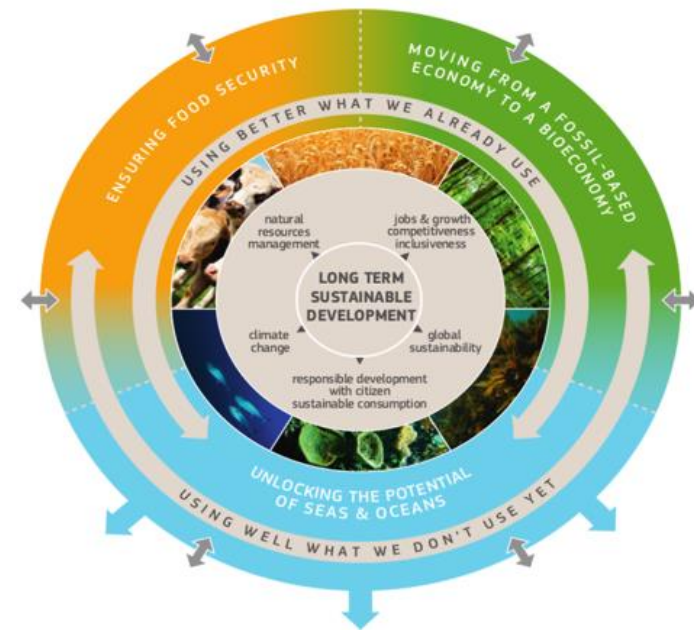 ENSURING FOOD SECURITY
MOVING FROM A FOSSIL-BASED
ECONOMY TO A BIOECONOMY
USING BETTER WHAT WE ALREADY USE
natural
resources
management
jobs & growth
competitiveness
inclusiveness
LONG TERM
SUSTAINABLE
DEVELOPMENT
climate
change
global
sustainability
responsible development
with citizen
sustainable consumption
UNLOCKING THE POTENTIAL
OF SEAS & OCEANS
USING WELL WHAT WE DON'T USE YET